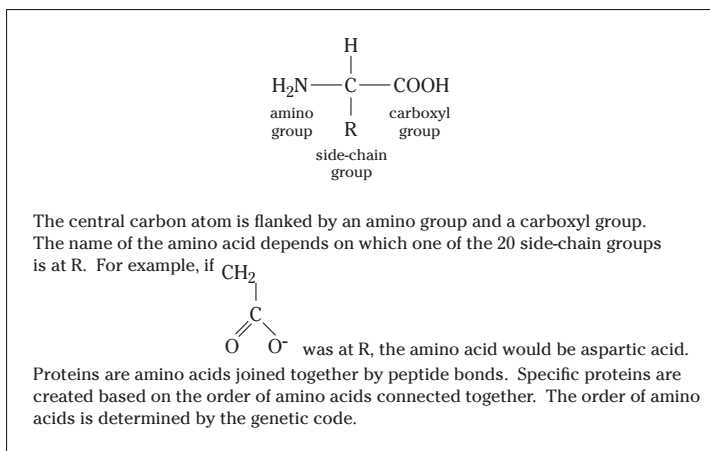 H
H₂N C COOH
amino carboxyl
group R group
side-chain
group
The central carbon atom is flanked by an amino group and a carboxyl group.
The name of the amino acid depends on which one of the 20 side-chain groups
is at R. For example, if CH₂
C
O O⁻ was at R, the amino acid would be aspartic acid.
Proteins are amino acids joined together by peptide bonds. Specific proteins are
created based on the order of amino acids connected together. The order of amino
acids is determined by the genetic code.